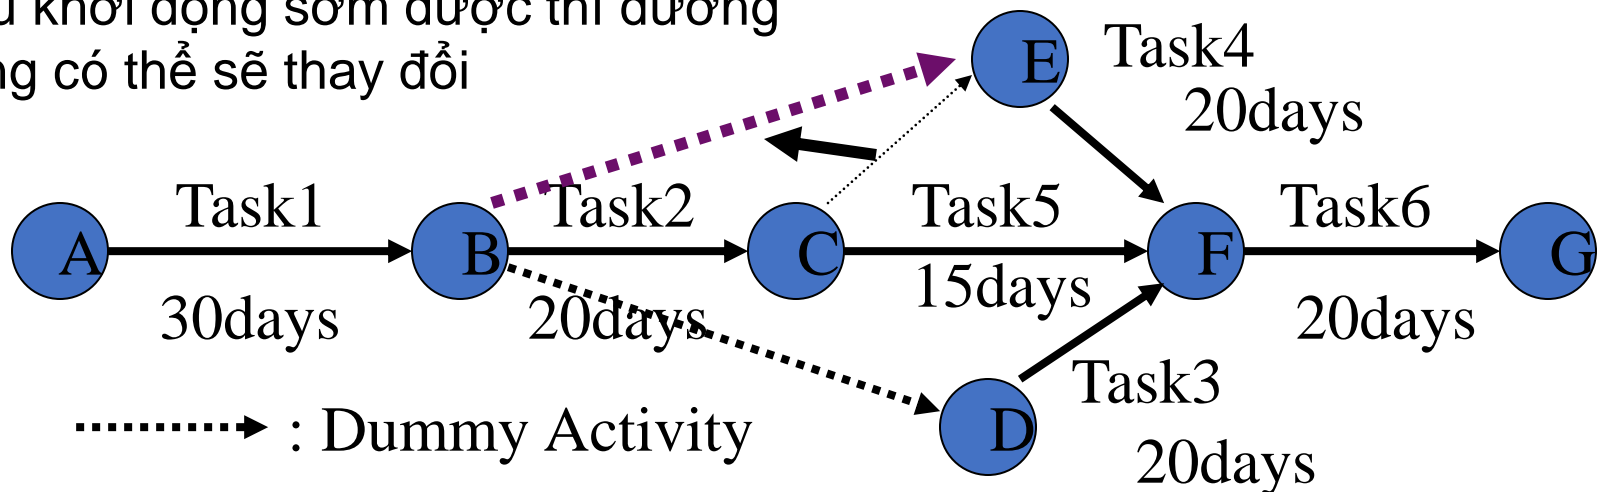 khởi động sớm được thì đường
có thể sẽ thay đổi
E
Task4
20days
Task1
Task2
Task5
Task6
A
B
C
F
G
30days
20days
15days
20days
Task3
: Dummy Activity
D
20days